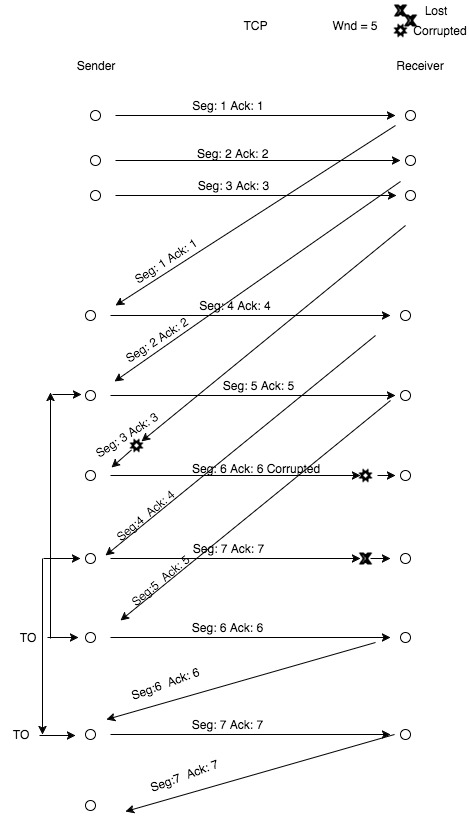 TCP Wnd = 5 Lost
Corrupted
Sender Receiver
Seg: 1 Ack: 1
Seg: 2 Ack: 2
Seg: 3 Ack: 3
Seg: 1 Ack: 1
Seg: 4 Ack: 4
Seg: 2 Ack: 2
Seg: 5 Ack: 5
Seg: 3 Ack: 3
Seg: 6 Ack: 6 Corrupted
Seg:4 Ack: 4
Seg: 7 Ack: 7
Seg:5 Ack: 5
Seg: 6 Ack: 6
TO
Seg:6 Ack: 6
Seg: 7 Ack: 7
TO
Seg:7 Ack: 7